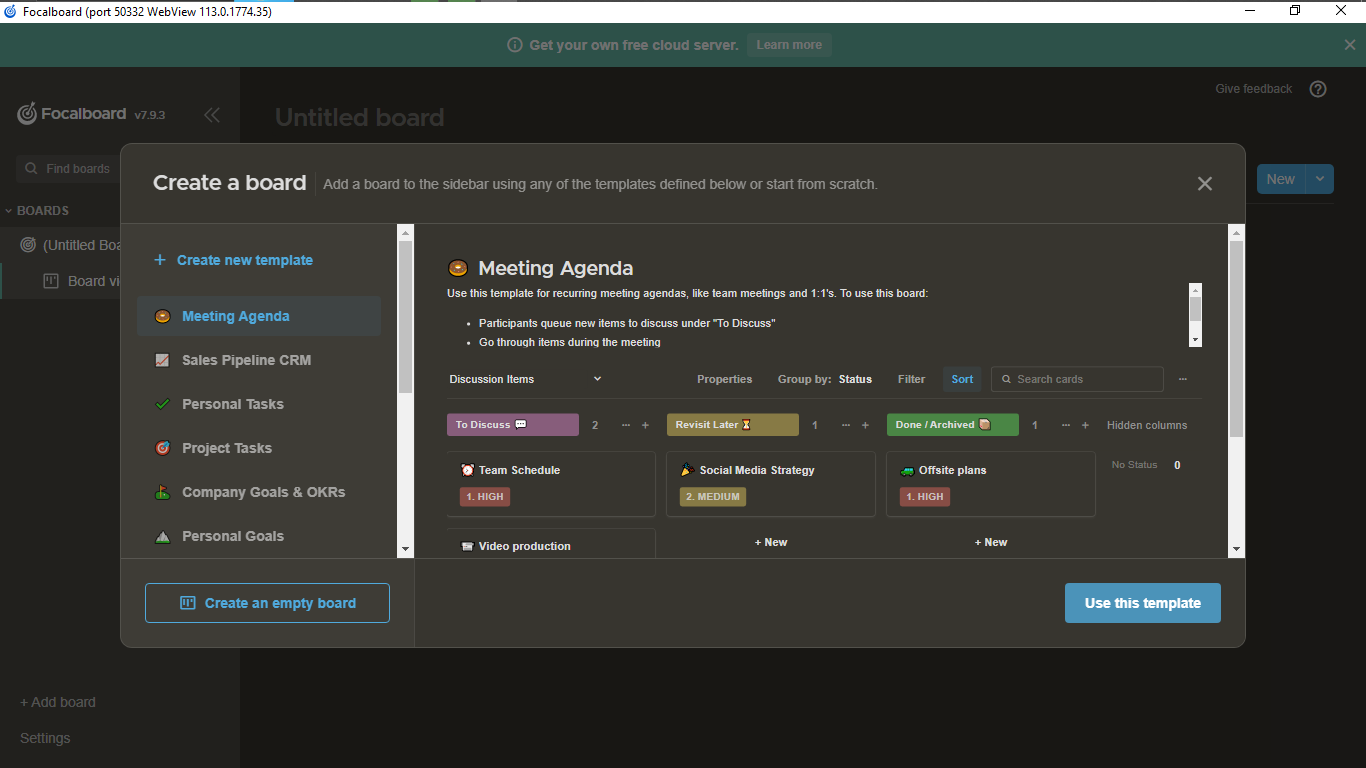 Focalboard (port 50332 WebView 113.0.1774.35)
Get your own free cloud server. Learn more
Give feedback
Focalboard v7.9.3
Untitled board
Find boards
New
BOARDS
(Untitled Boa
Board vi
+ Add board
Settings
Create a board
Add a board to the sidebar using any of the templates defined below or start from scratch.
+ Create new template
Meeting Agenda
Sales Pipeline CRM
Personal Tasks
Project Tasks
Company Goals & OKRs
Personal Goals
Create an empty board
Meeting Agenda
Use this template for recurring meeting agendas, like team meetings and 1:1's. To use this board:
• Participants queue new items to discuss under "To Discuss"
• Go through items during the meeting
Discussion Items Properties Group by: Status Filter Sort Search cards ...
To Discuss 💬 2 ... + Revisit Later ⏳ 1 ... + Done / Archived 📦 1 ... + Hidden columns
Team Schedule Social Media Strategy Offsite plans No Status 0
1. HIGH 2. MEDIUM 1. HIGH
Video production + New + New
Use this template